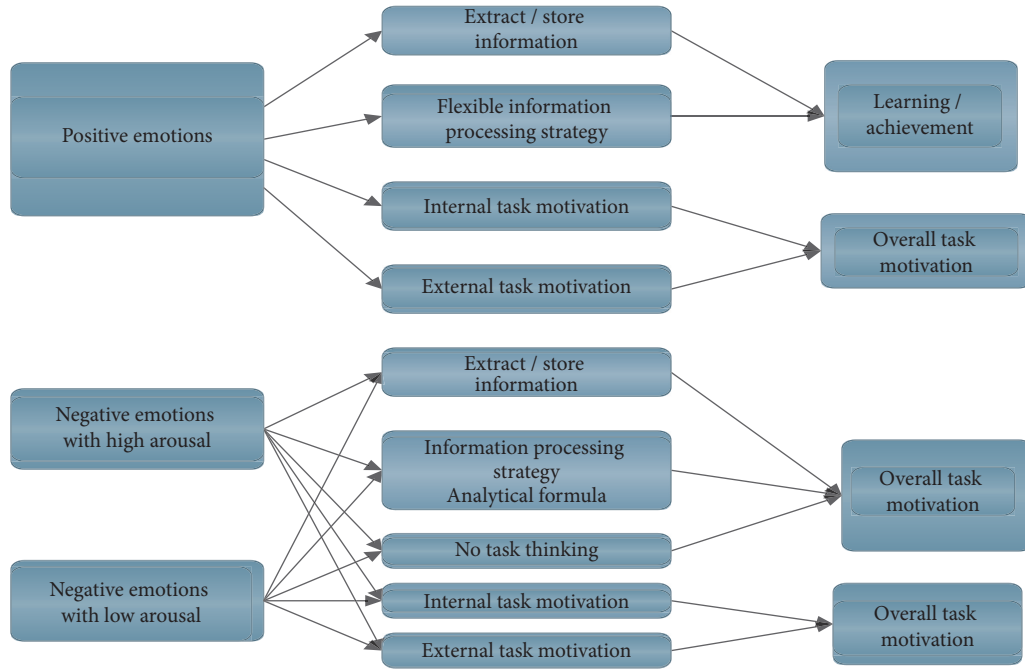 Positive emotions
Extract / store
information
Flexible information
processing strategy
Internal task motivation
External task motivation
Learning /
achievement
Overall task
motivation
Negative emotions
with high arousal
Negative emotions
with low arousal
Extract / store
information
Information processing
strategy
Analytical formula
No task thinking
Internal task motivation
External task motivation
Overall task
motivation
Overall task
motivation